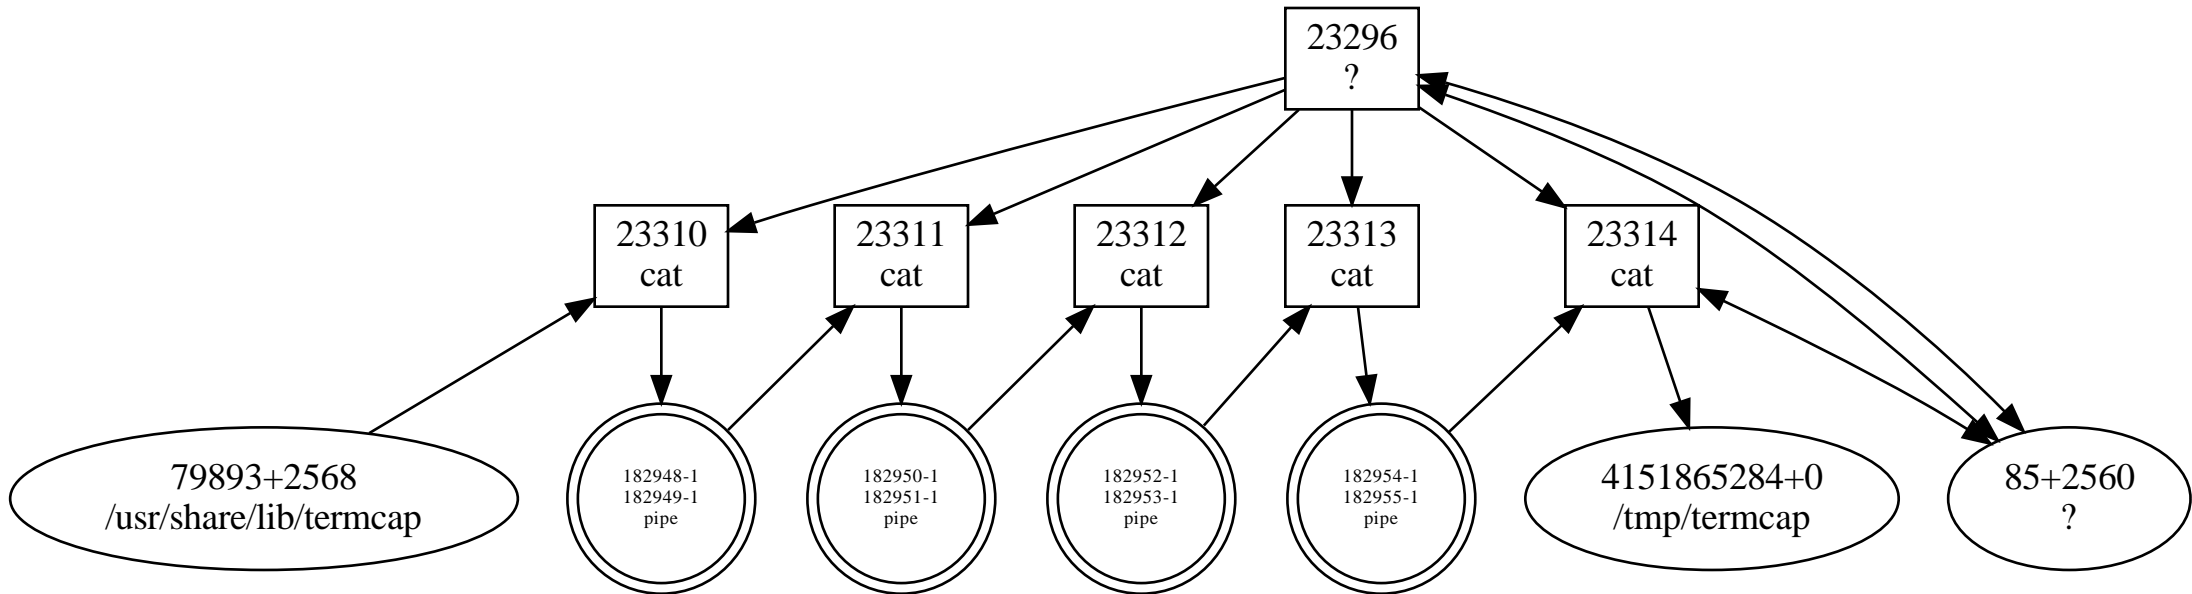 23296
?
23310
cat
23311
cat
23312
cat
23313
cat
23314
cat
79893+2568
/usr/share/lib/termcap
182948-1
182949-1
pipe
182950-1
182951-1
pipe
182952-1
182953-1
pipe
182954-1
182955-1
pipe
4151865284+0
/tmp/termcap
85+2560
?